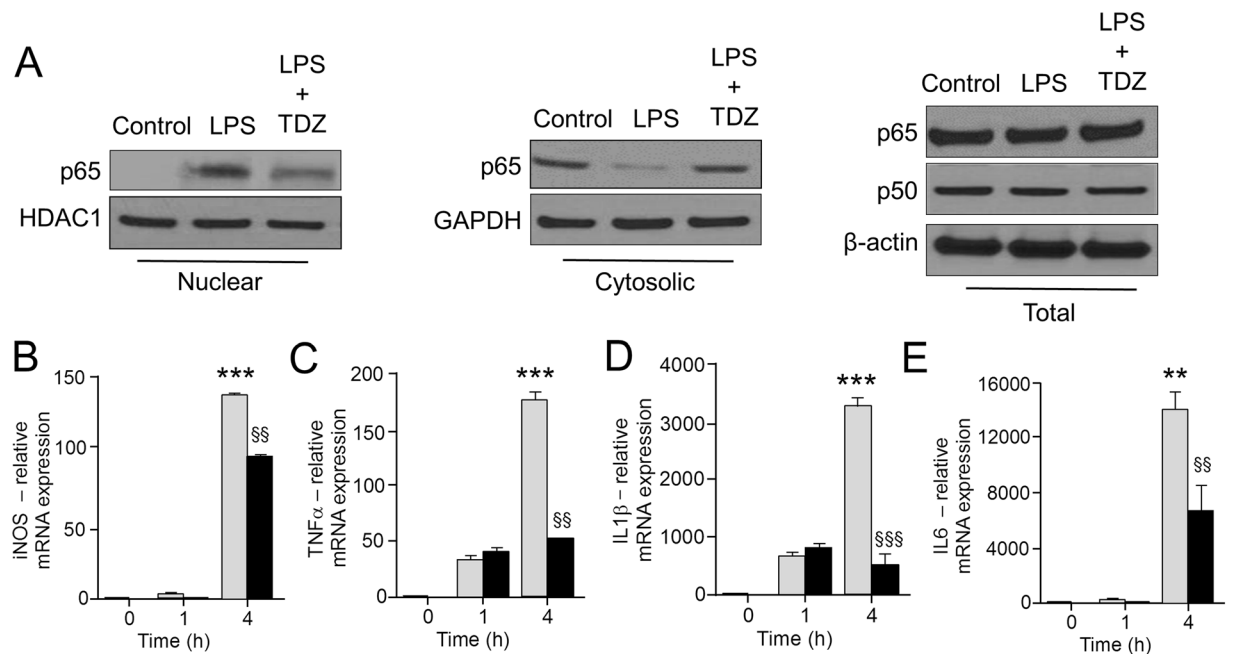 A
Control LPS LPS + TDZ
p65
HDAC1
Nuclear
Control LPS LPS + TDZ
p65
GAPDH
Cytosolic
Control LPS LPS + TDZ
p65
p50
β-actin
Total
B
iNOS – relative
mRNA expression
150
100
50
0
***
§§
0 1 4
Time (h)
C
TNFα – relative
mRNA expression
200
150
100
50
0
***
§§
0 1 4
Time (h)
D
IL1β – relative
mRNA expression
4000
3000
2000
1000
0
***
§§§
0 1 4
Time (h)
E
IL6 – relative
mRNA expression
16000
12000
8000
4000
0
**
§§
0 1 4
Time (h)